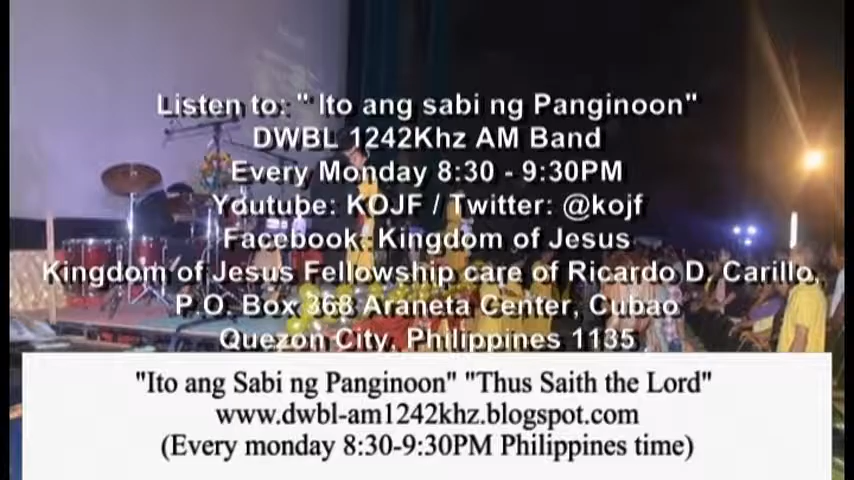 Listen to: " Ito ang sabi ng Panginoon"
DWBL 1242Khz AM Band
Every Monday 8:30 - 9:30PM
Youtube: KOJF / Twitter: @kojf
Facebook: Kingdom of Jesus
Kingdom of Jesus Fellowship care of Ricardo D. Carillo,
P.O. Box 368 Araneta Center, Cubao
Quezon City, Philippines 1135
"Ito ang Sabi ng Panginoon" "Thus Saith the Lord"
www.dwbl-am1242khz.blogspot.com
(Every monday 8:30-9:30PM Philippines time)